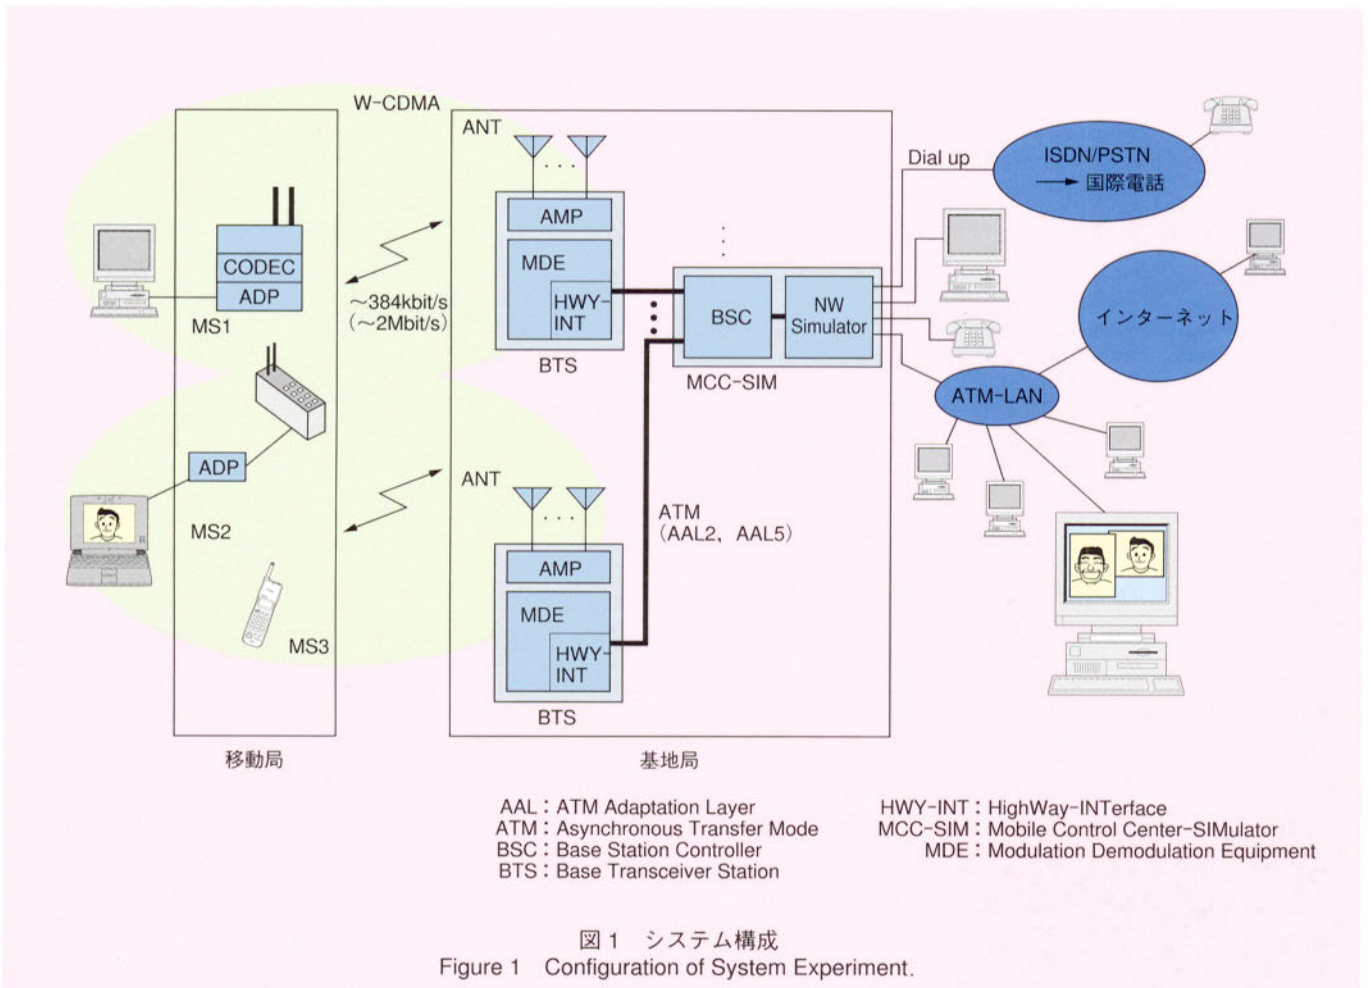 W-CDMA
CODEC
ADP
MS1
ADP
MS2
MS3
移動局
~384kbit/s
(~2Mbit/s)
ANT
AMP
MDE
HWY-
INT
BTS
BSC
NW
Simulator
MCC-SIM
ANT
AMP
MDE
HWY-
INT
BTS
ATM
(AAL2, AAL5)
基地局
Dial up
ISDN/PSTN
→ 国際電話
インターネット
ATM-LAN
AAL:ATM Adaptation Layer
ATM:Asynchronous Transfer Mode
BSC:Base Station Controller
BTS:Base Transceiver Station
HWY-INT:HighWay-INTerface
MCC-SIM:Mobile Control Center-SIMulator
MDE:Modulation Demodulation Equipment
図1 システム構成
Figure 1 Configuration of System Experiment.